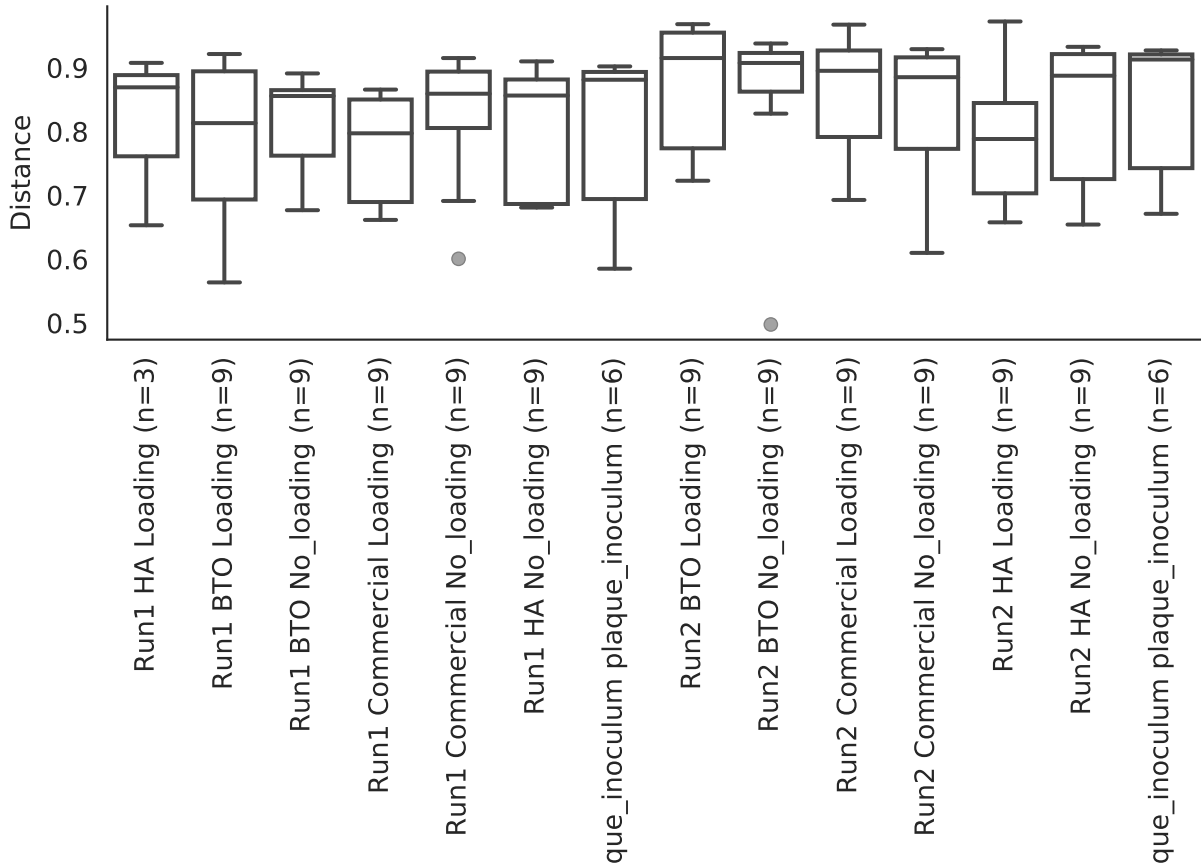 Distance
0.9
0.8
0.7
0.6
0.5
Run1 HA Loading (n=3)
Run1 BTO Loading (n=9)
Run1 BTO No_loading (n=9)
Run1 Commercial Loading (n=9)
Run1 Commercial No_loading (n=9)
Run1 HA No_loading (n=9)
que_inoculum plaque_inoculum (n=6)
Run2 BTO Loading (n=9)
Run2 BTO No_loading (n=9)
Run2 Commercial Loading (n=9)
Run2 Commercial No_loading (n=9)
Run2 HA Loading (n=9)
Run2 HA No_loading (n=9)
que_inoculum plaque_inoculum (n=6)